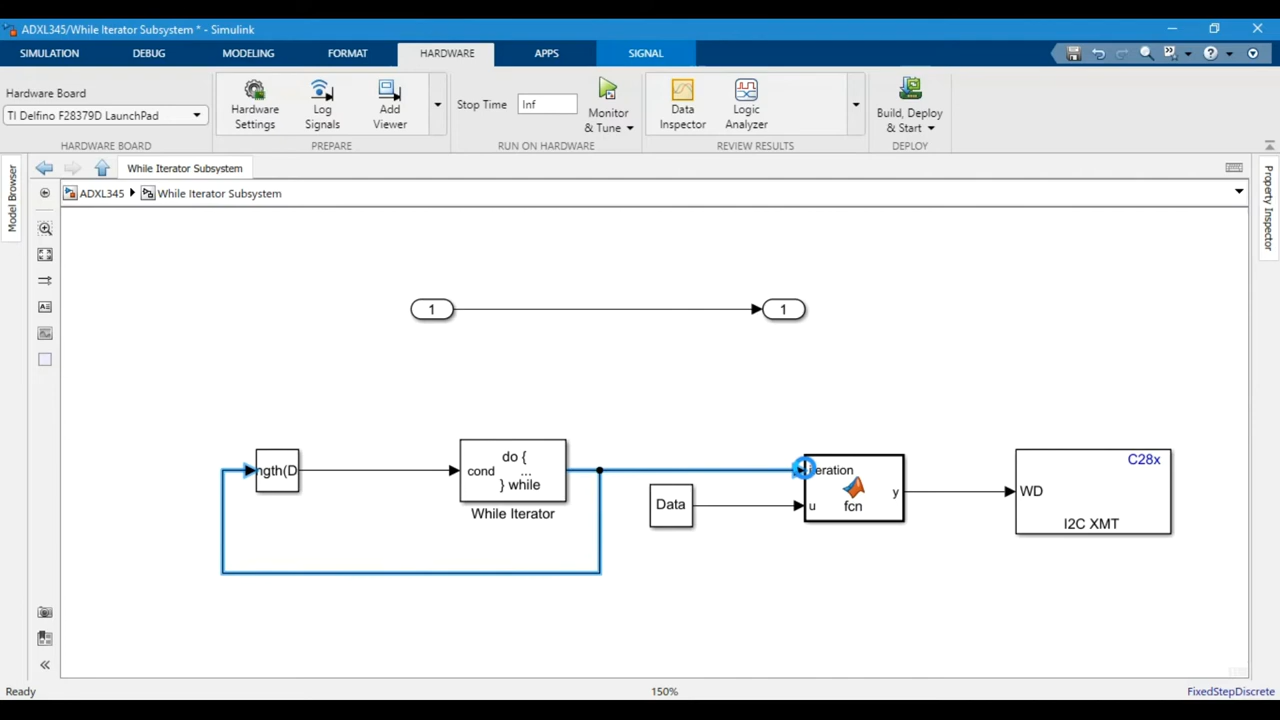 ADXL345/While Iterator Subsystem * - Simulink
SIMULATION DEBUG MODELING FORMAT HARDWARE APPS SIGNAL
Hardware Board
TI Delfino F28379D LaunchPad
Hardware Settings
Log Signals
Add Viewer
Stop Time
Inf
Monitor & Tune
Data Inspector
Logic Analyzer
Build, Deploy & Start
HARDWARE BOARD PREPARE RUN ON HARDWARE REVIEW RESULTS DEPLOY
Model Browser
While Iterator Subsystem
Property Inspector
ADXL345 While Iterator Subsystem
1
1
ngth(D
do {
cond ...
} while
While Iterator
Data
iteration
u
fcn
y
C28x
WD
I2C XMT
Ready 150% FixedStepDiscrete